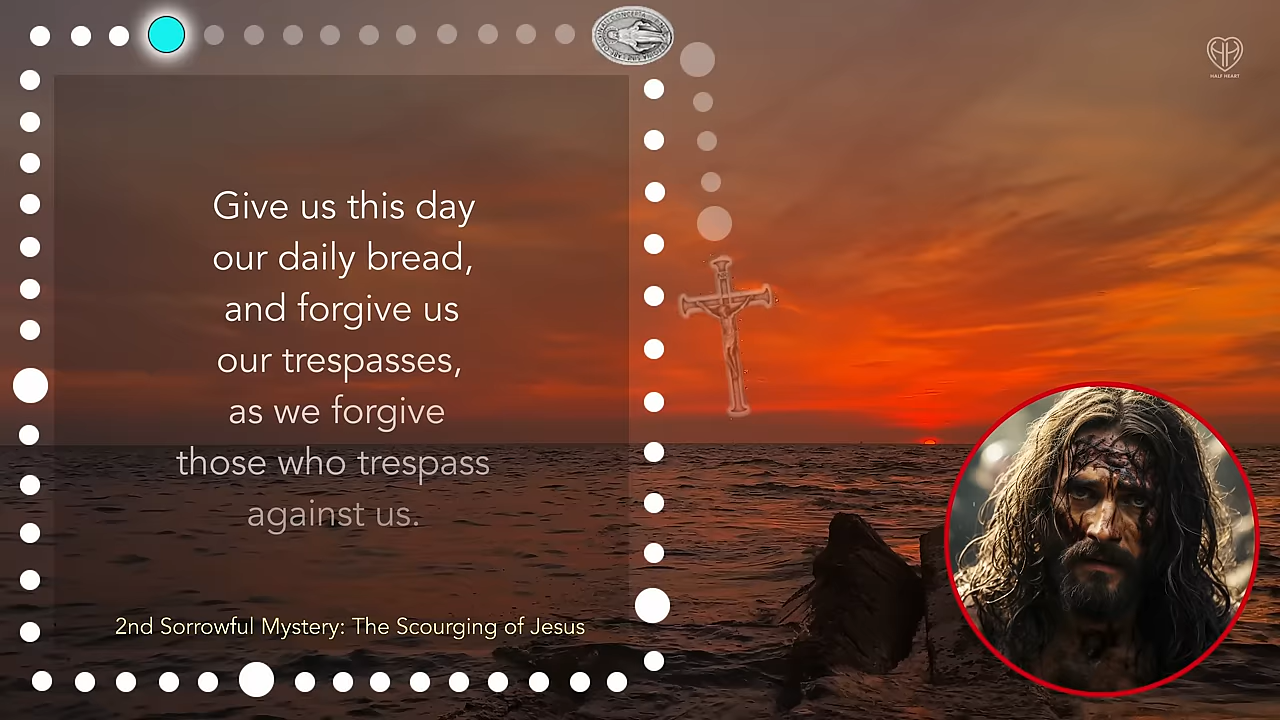 Give us this day
our daily bread,
and forgive us
our trespasses,
as we forgive
those who trespass
against us.
2nd Sorrowful Mystery: The Scourging of Jesus
HALF HEART